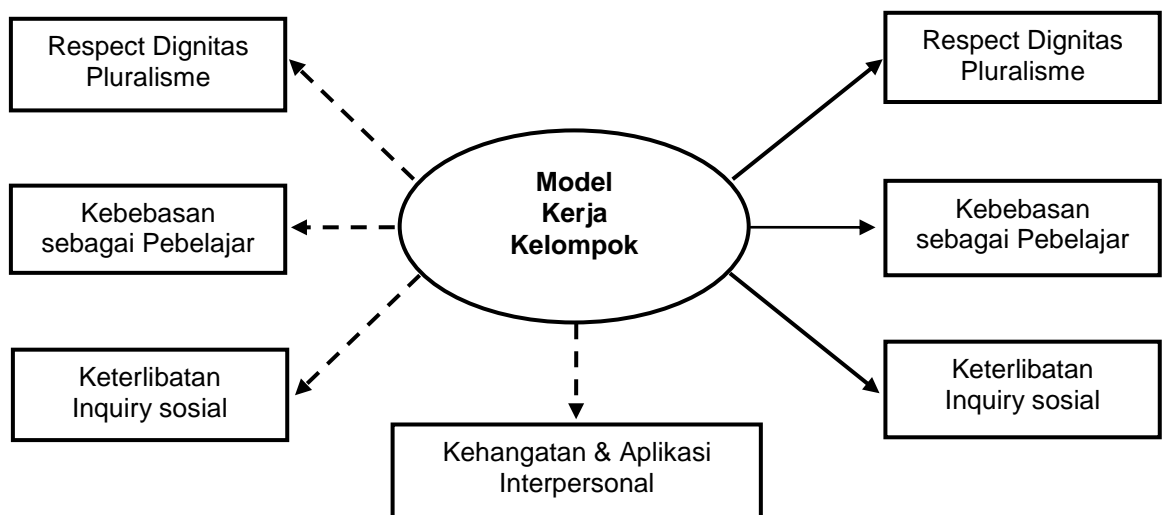 Respect Dignitas
Pluralisme
Respect Dignitas
Pluralisme
Model
Kerja
Kelompok
Kebebasan
sebagai Pebelajar
Kebebasan
sebagai Pebelajar
Keterlibatan
Inquiry sosial
Keterlibatan
Inquiry sosial
Kehangatan & Aplikasi
Interpersonal